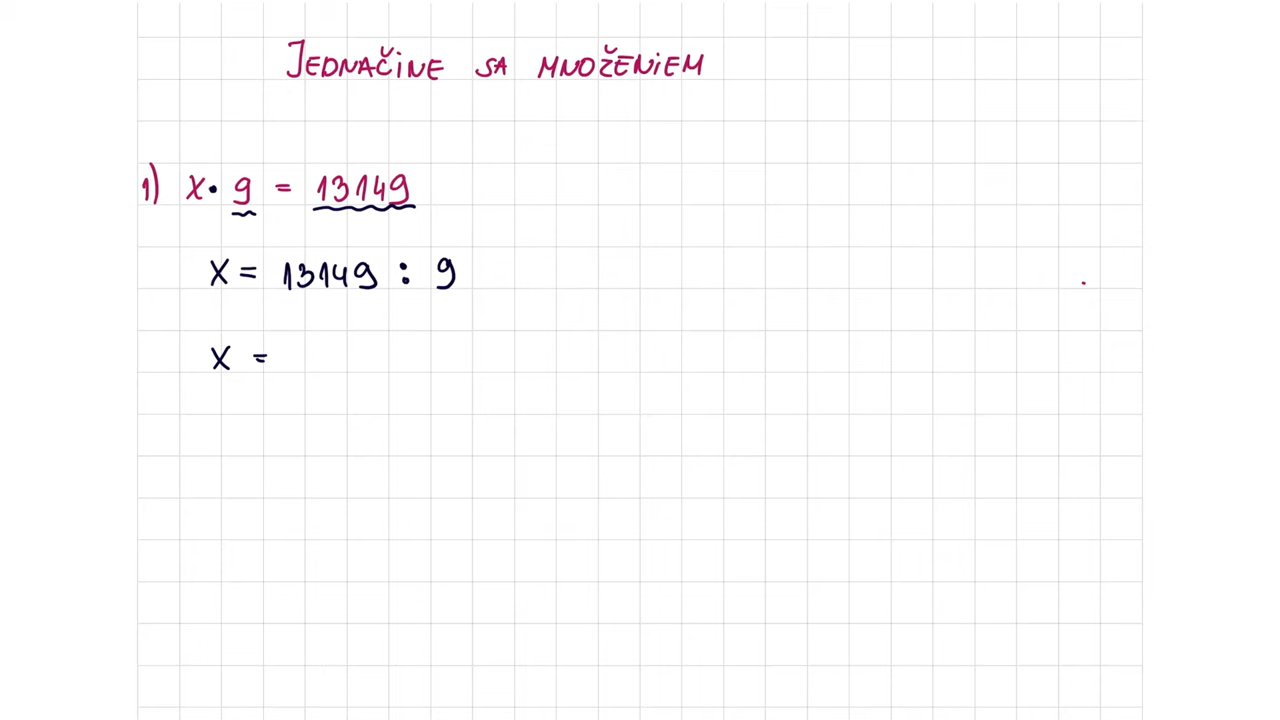 JEDNAČINE SA MNOŽENJEM
1) X · 9 = 13149
X = 13149 : 9
X =